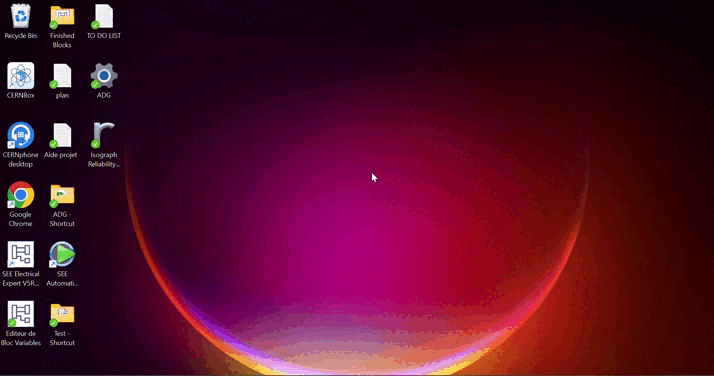 Recycle Bin
Finished
Blocks
TO DO LIST
CERNBox
plan
ADG
CERNphone
desktop
Aide projet
Isograph
Reliability...
Google
Chrome
ADG -
Shortcut
SEE Electrical
Expert V5R...
SEE
Automati...
Editeur de
Bloc Variables
Test -
Shortcut